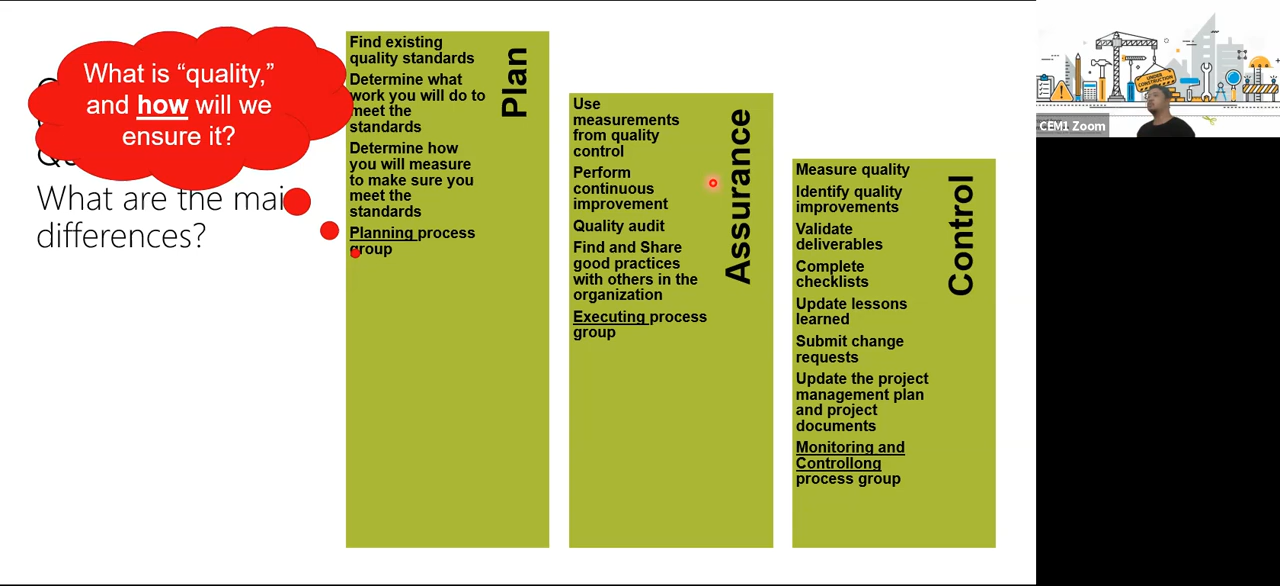 What is “quality,”
and how will we
ensure it?
What are the mai
differences?
Plan
Find existing
quality standards
Determine what
work you will do to
meet the
standards
Determine how
you will measure
to make sure you
meet the
standards
Planning process
group
Assurance
Use
measurements
from quality
control
Perform
continuous
improvement
Quality audit
Find and Share
good practices
with others in the
organization
Executing process
group
Control
Measure quality
Identify quality
improvements
Validate
deliverables
Complete
checklists
Update lessons
learned
Submit change
requests
Update the project
management plan
and project
documents
Monitoring and
Controllong
process group
UNDER
CONSTRUCTION
CEM1 Zoom